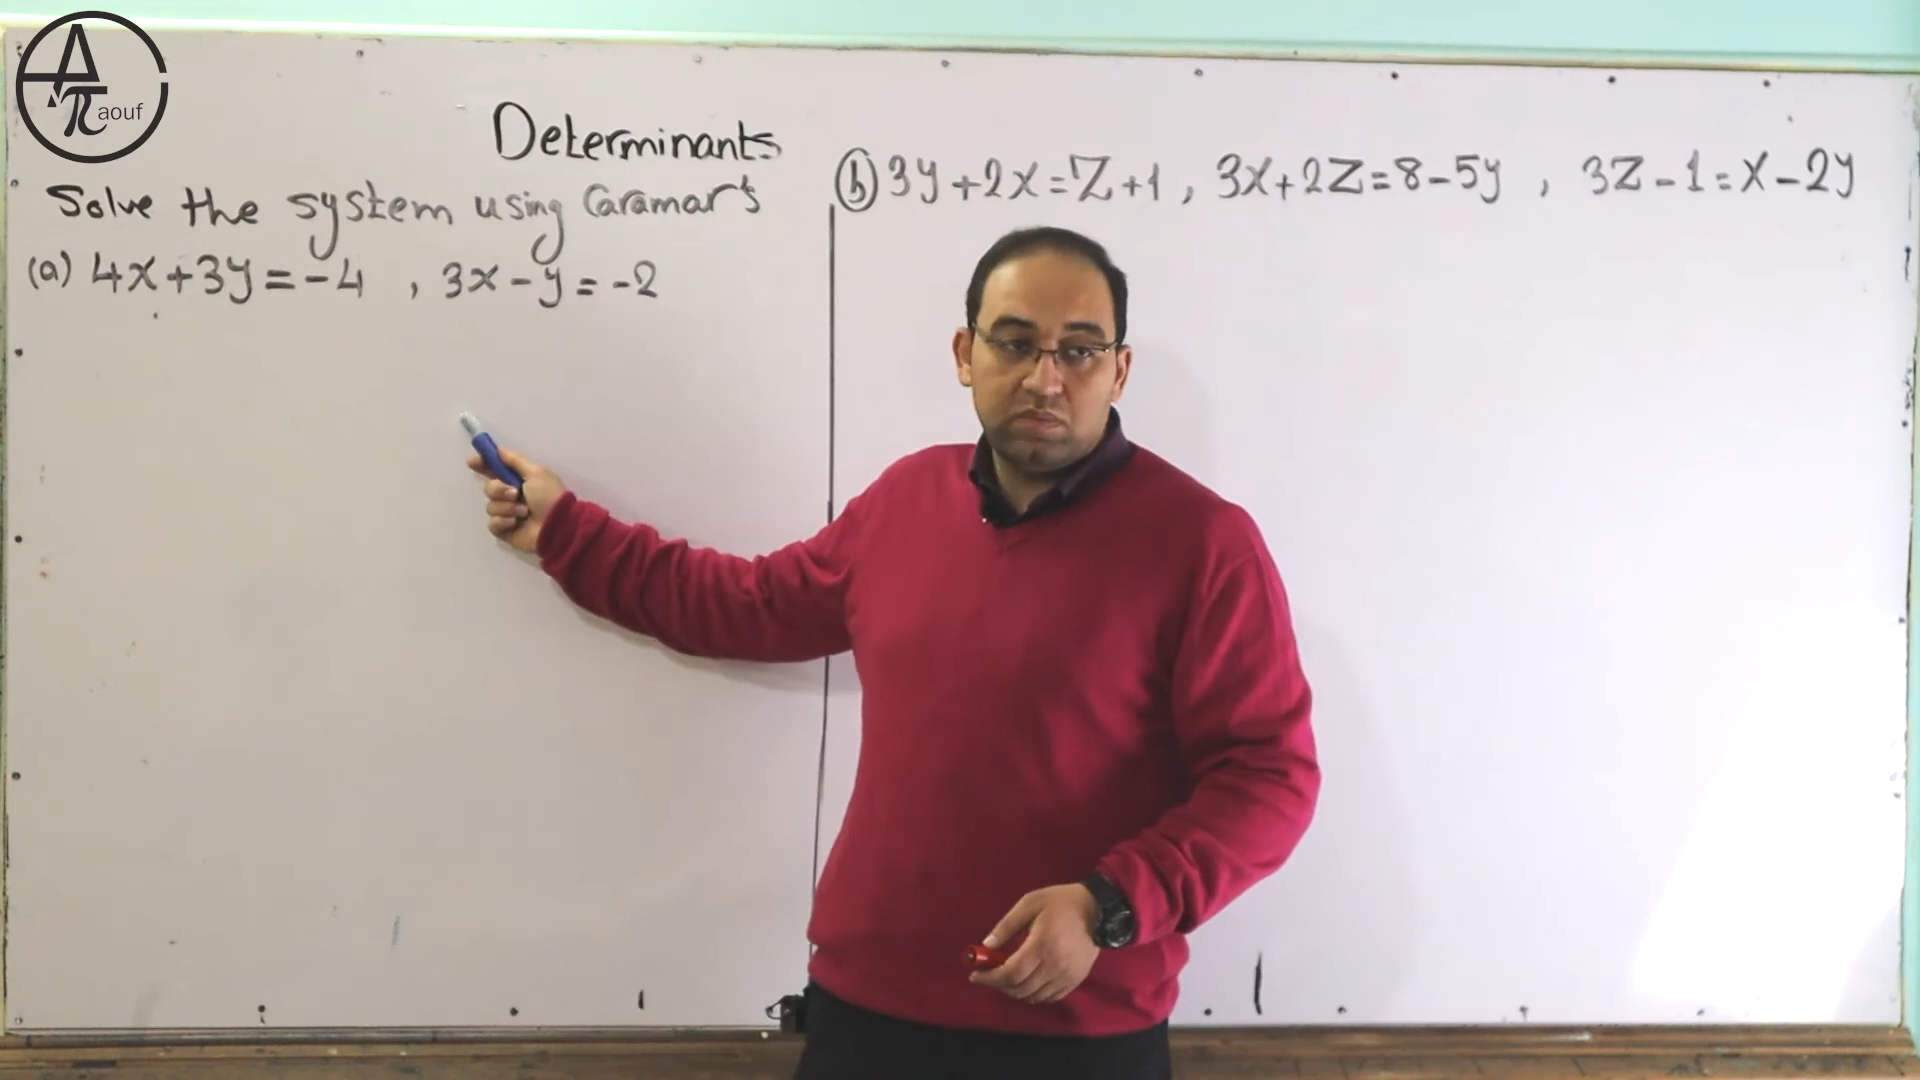 Aπaouf
Determinants
Solve the system using Caramar's
(a) 4x+3y=-4 , 3x-y=-2
(b) 3y+2x=Z+1 , 3x+2Z=8-5y , 3Z-1=x-2y